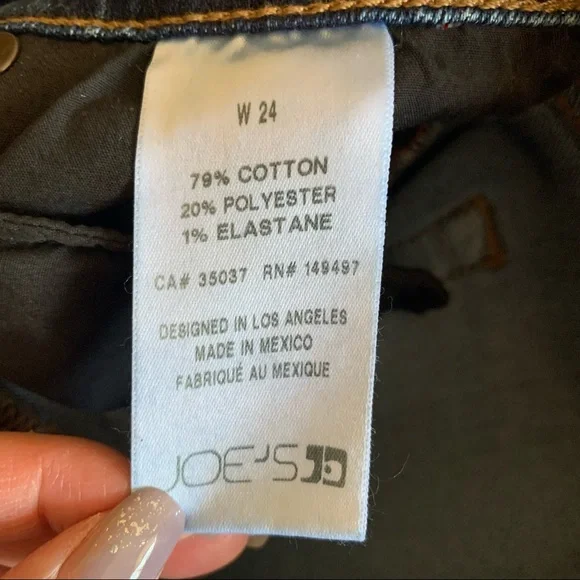 W 24
79% COTTON
20% POLYESTER
1% ELASTANE
CA# 35037 RN# 149497
DESIGNED IN LOS ANGELES
MADE IN MEXICO
FABRIQUÉ AU MEXIQUE
JOE'S